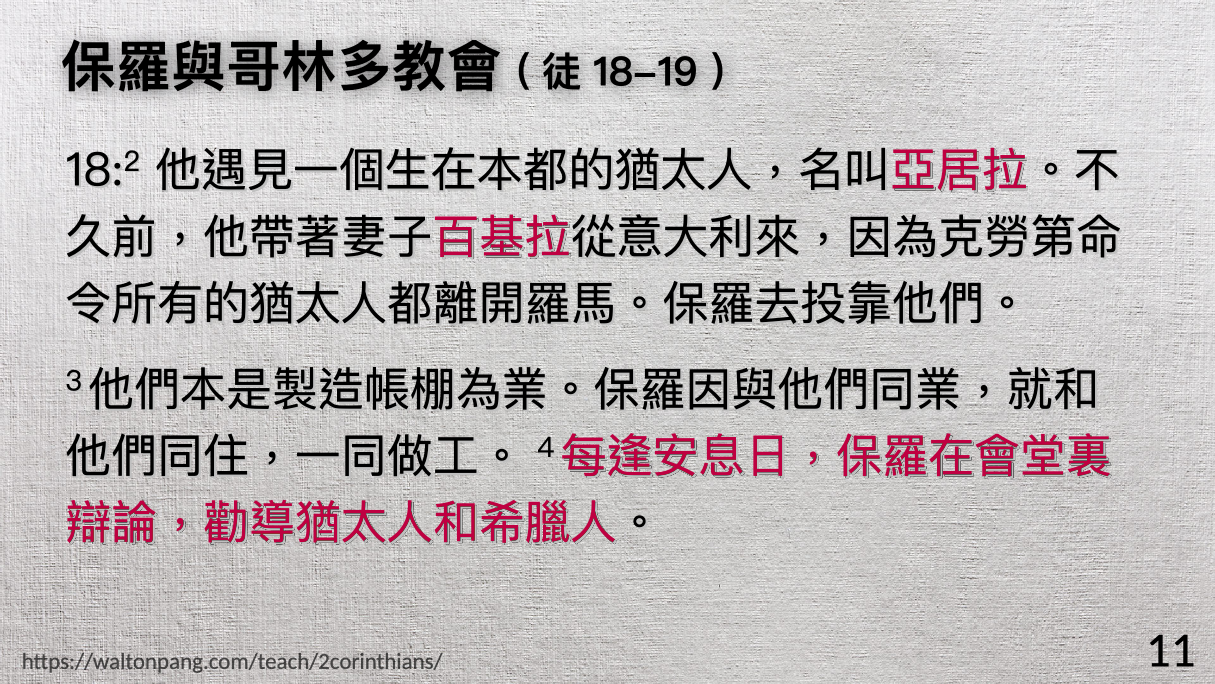 保羅與哥林多教會（徒 18–19 ）
18:2 他遇見一個生在本都的猶太人，名叫亞居拉。不
久前，他帶著妻子百基拉從意大利來，因為克勞第命
令所有的猶太人都離開羅馬。保羅去投靠他們。
3 他們本是製造帳棚為業。保羅因與他們同業，就和
他們同住，一同做工。 4 每逢安息日，保羅在會堂裏
辯論，勸導猶太人和希臘人。
https://waltonpang.com/teach/2corinthians/
11